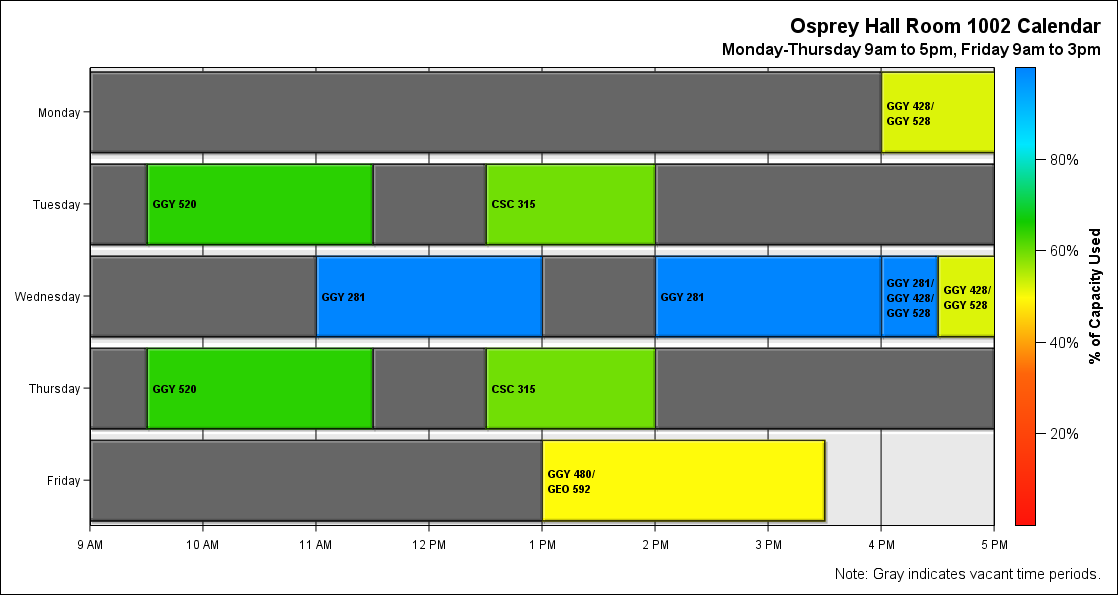 Osprey Hall Room 1002 Calendar
Monday-Thursday 9am to 5pm, Friday 9am to 3pm
Monday
GGY 428/
GGY 528
Tuesday
GGY 520
CSC 315
Wednesday
GGY 281
GGY 281
GGY 281/
GGY 428/
GGY 528
GGY 428/
GGY 528
Thursday
GGY 520
CSC 315
Friday
GGY 480/
GEO 592
9 AM
10 AM
11 AM
12 PM
1 PM
2 PM
3 PM
4 PM
5 PM
80%
60%
40%
20%
% of Capacity Used
Note: Gray indicates vacant time periods.